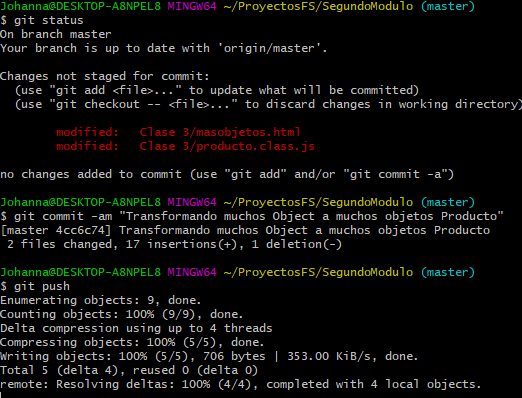 Johanna@DESKTOP-A8NPEL8 MINGW64 ~/ProyectosFS/SegundoModulo (master)
$ git status
On branch master
Your branch is up to date with 'origin/master'.

Changes not staged for commit:
  (use "git add <file>..." to update what will be committed)
  (use "git checkout -- <file>..." to discard changes in working directory)

        modified:   Clase 3/masobjetos.html
        modified:   Clase 3/producto.class.js

no changes added to commit (use "git add" and/or "git commit -a")

Johanna@DESKTOP-A8NPEL8 MINGW64 ~/ProyectosFS/SegundoModulo (master)
$ git commit -am "Transformando muchos Object a muchos objetos Producto"
[master 4cc6c74] Transformando muchos Object a muchos objetos Producto
 2 files changed, 17 insertions(+), 1 deletion(-)

Johanna@DESKTOP-A8NPEL8 MINGW64 ~/ProyectosFS/SegundoModulo (master)
$ git push
Enumerating objects: 9, done.
Counting objects: 100% (9/9), done.
Delta compression using up to 4 threads
Compressing objects: 100% (5/5), done.
Writing objects: 100% (5/5), 706 bytes | 353.00 KiB/s, done.
Total 5 (delta 4), reused 0 (delta 0)
remote: Resolving deltas: 100% (4/4), completed with 4 local objects.